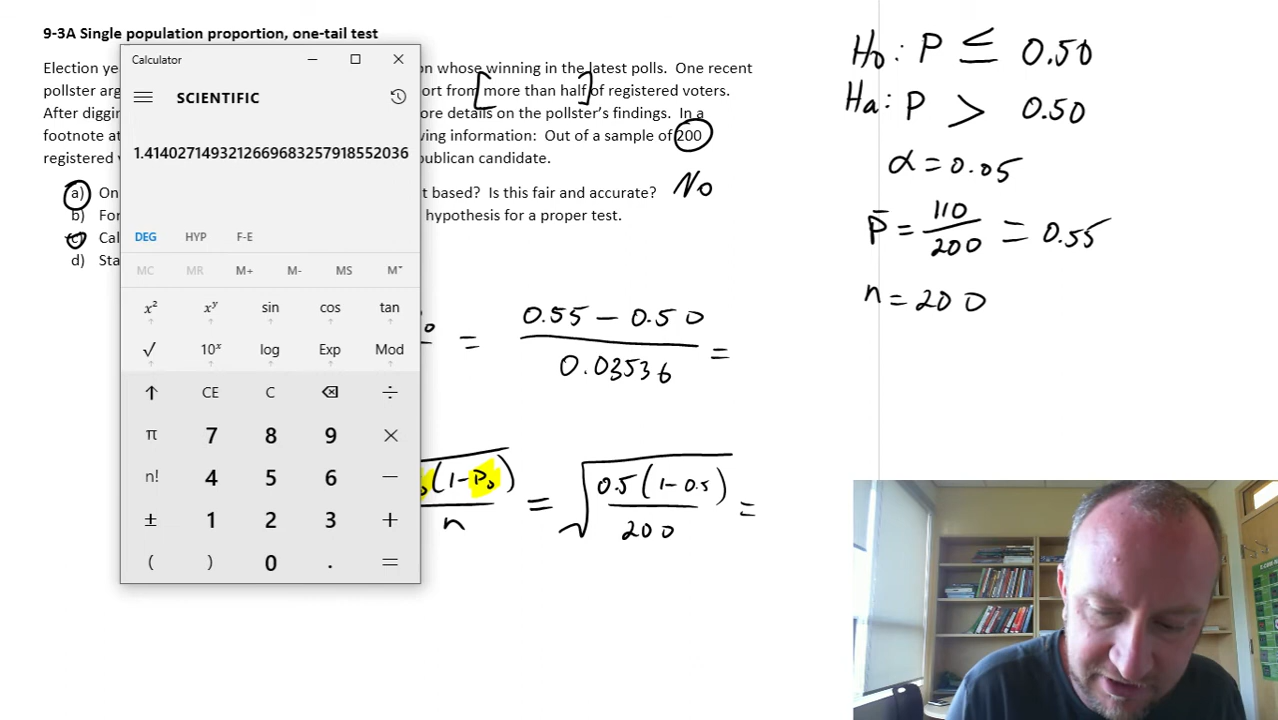 9-3A Single population proportion, one-tail test
Election ye
on whose winning in the latest polls. One recent
pollster arg
ort from more than half of registered voters.
After diggin
ore details on the pollster's findings. In a
footnote at
ving information: Out of a sample of 200
registered v
publican candidate.
a) On
t based? Is this fair and accurate? No
b) For
hypothesis for a proper test.
c) Cal
d) Sta
Calculator
SCIENTIFIC
1.4140271493212669683257918552036
DEG HYP F-E
MC MR M+ M- MS M˅
x² xʸ sin cos tan
√ 10ˣ log Exp Mod
↑ CE C ⌫ ÷
π 7 8 9 ×
n! 4 5 6 −
± 1 2 3 +
( ) 0 . =
= 0.55 − 0.50 / 0.03536 =
(1-P₀) / n = √ 0.5(1-0.5) / 200 =
H₀: P ≤ 0.50
Ha: P > 0.50
α = 0.05
p̄ = 110 / 200 = 0.55
n = 200